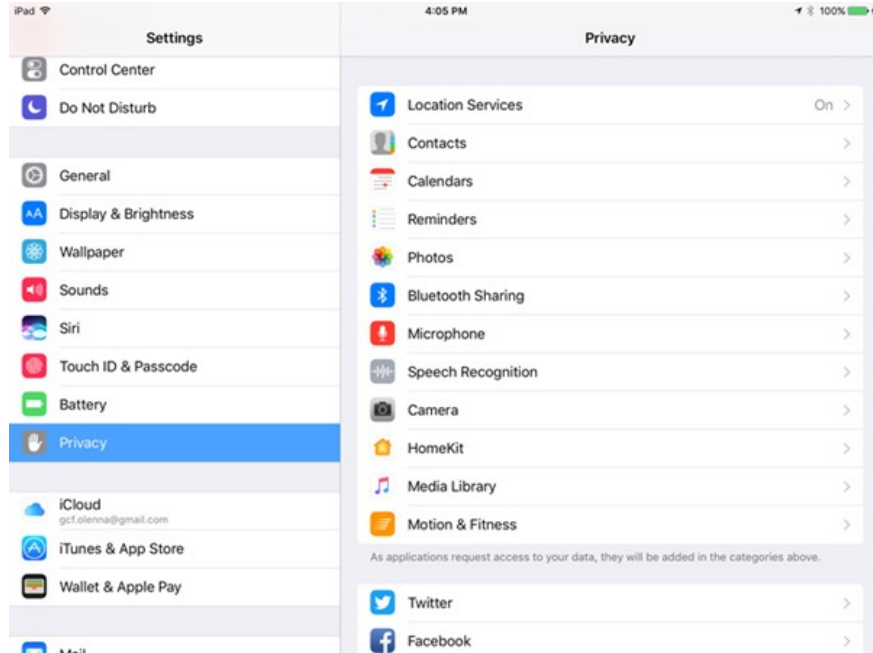 iPad
4:05 PM
100%
Settings
Privacy
Control Center
Do Not Disturb
General
AA
Display & Brightness
Wallpaper
Sounds
Siri
Touch ID & Passcode
Battery
Privacy
iCloud
gcf.olenna@gmail.com
iTunes & App Store
Wallet & Apple Pay
Mail
Location Services
On
Contacts
Calendars
Reminders
Photos
Bluetooth Sharing
Microphone
Speech Recognition
Camera
HomeKit
Media Library
Motion & Fitness
As applications request access to your data, they will be added in the categories above.
Twitter
Facebook